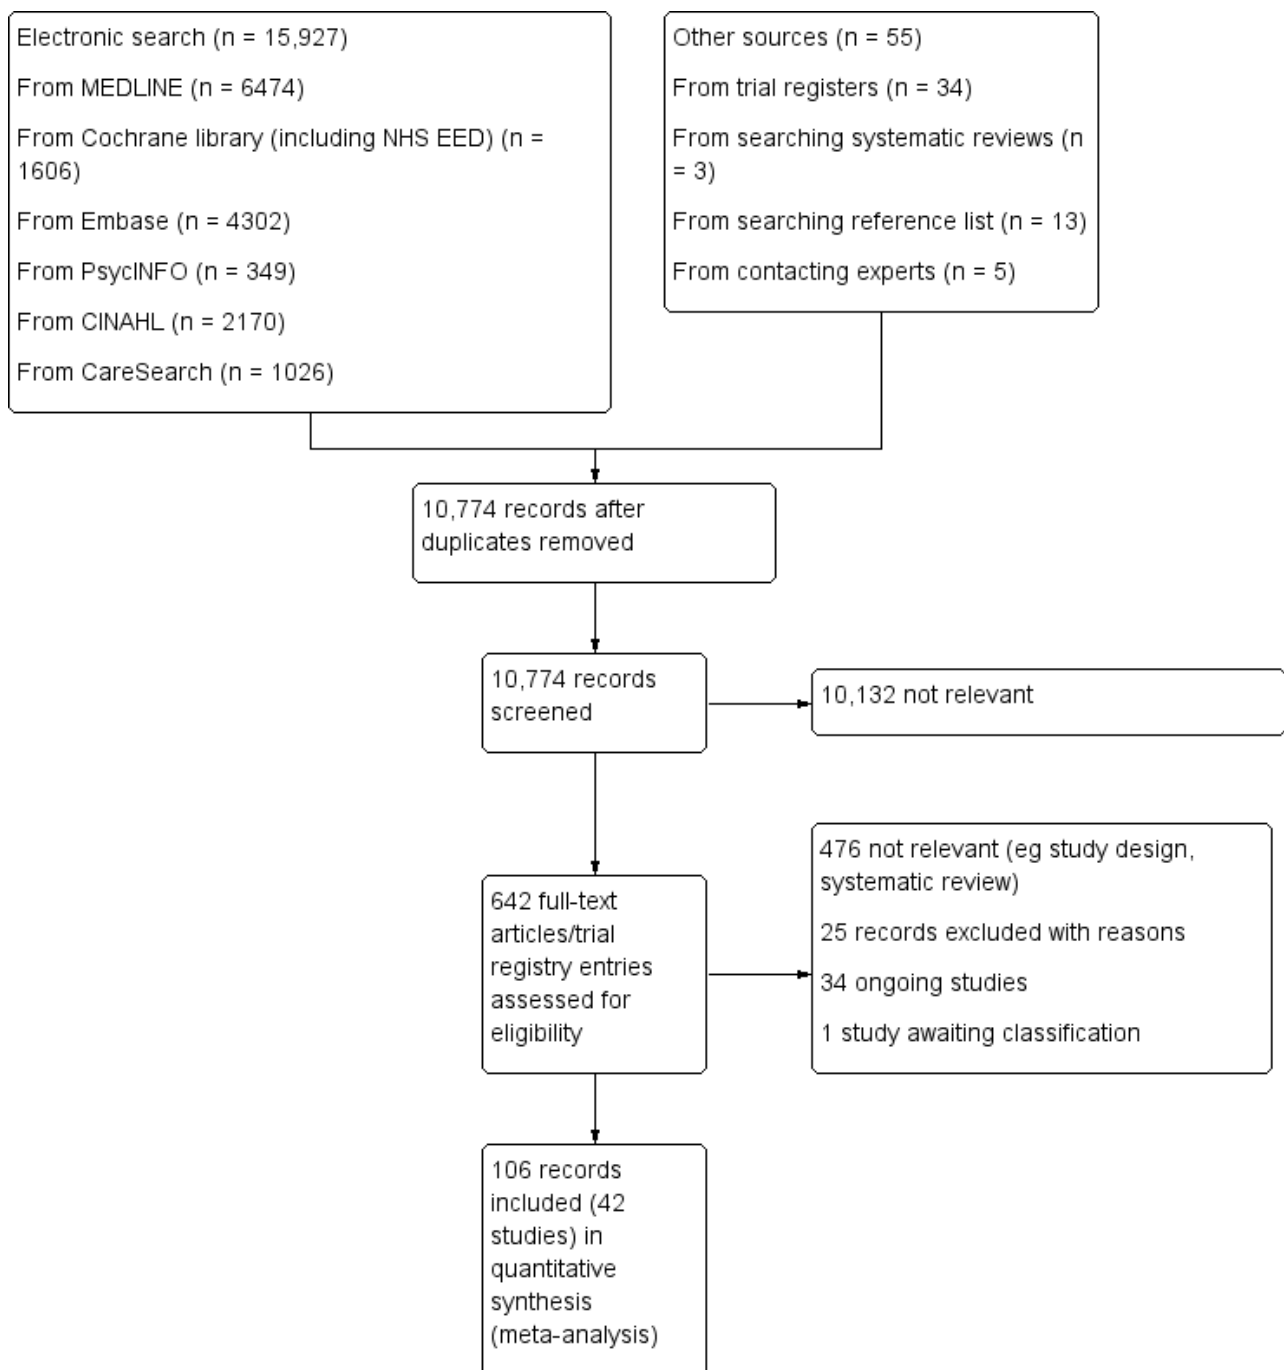 Electronic search (n = 15,927)
From MEDLINE (n = 6474)
From Cochrane library (including NHS EED) (n =
1606)
From Embase (n = 4302)
From PsycINFO (n = 349)
From CINAHL (n = 2170)
From CareSearch (n = 1026)
Other sources (n = 55)
From trial registers (n = 34)
From searching systematic reviews (n
= 3)
From searching reference list (n = 13)
From contacting experts (n = 5)
10,774 records after
duplicates removed
10,774 records
screened
10,132 not relevant
642 full-text
articles/trial
registry entries
assessed for
eligibility
476 not relevant (eg study design,
systematic review)
25 records excluded with reasons
34 ongoing studies
1 study awaiting classification
106 records
included (42
studies) in
quantitative
synthesis
(meta-analysis)